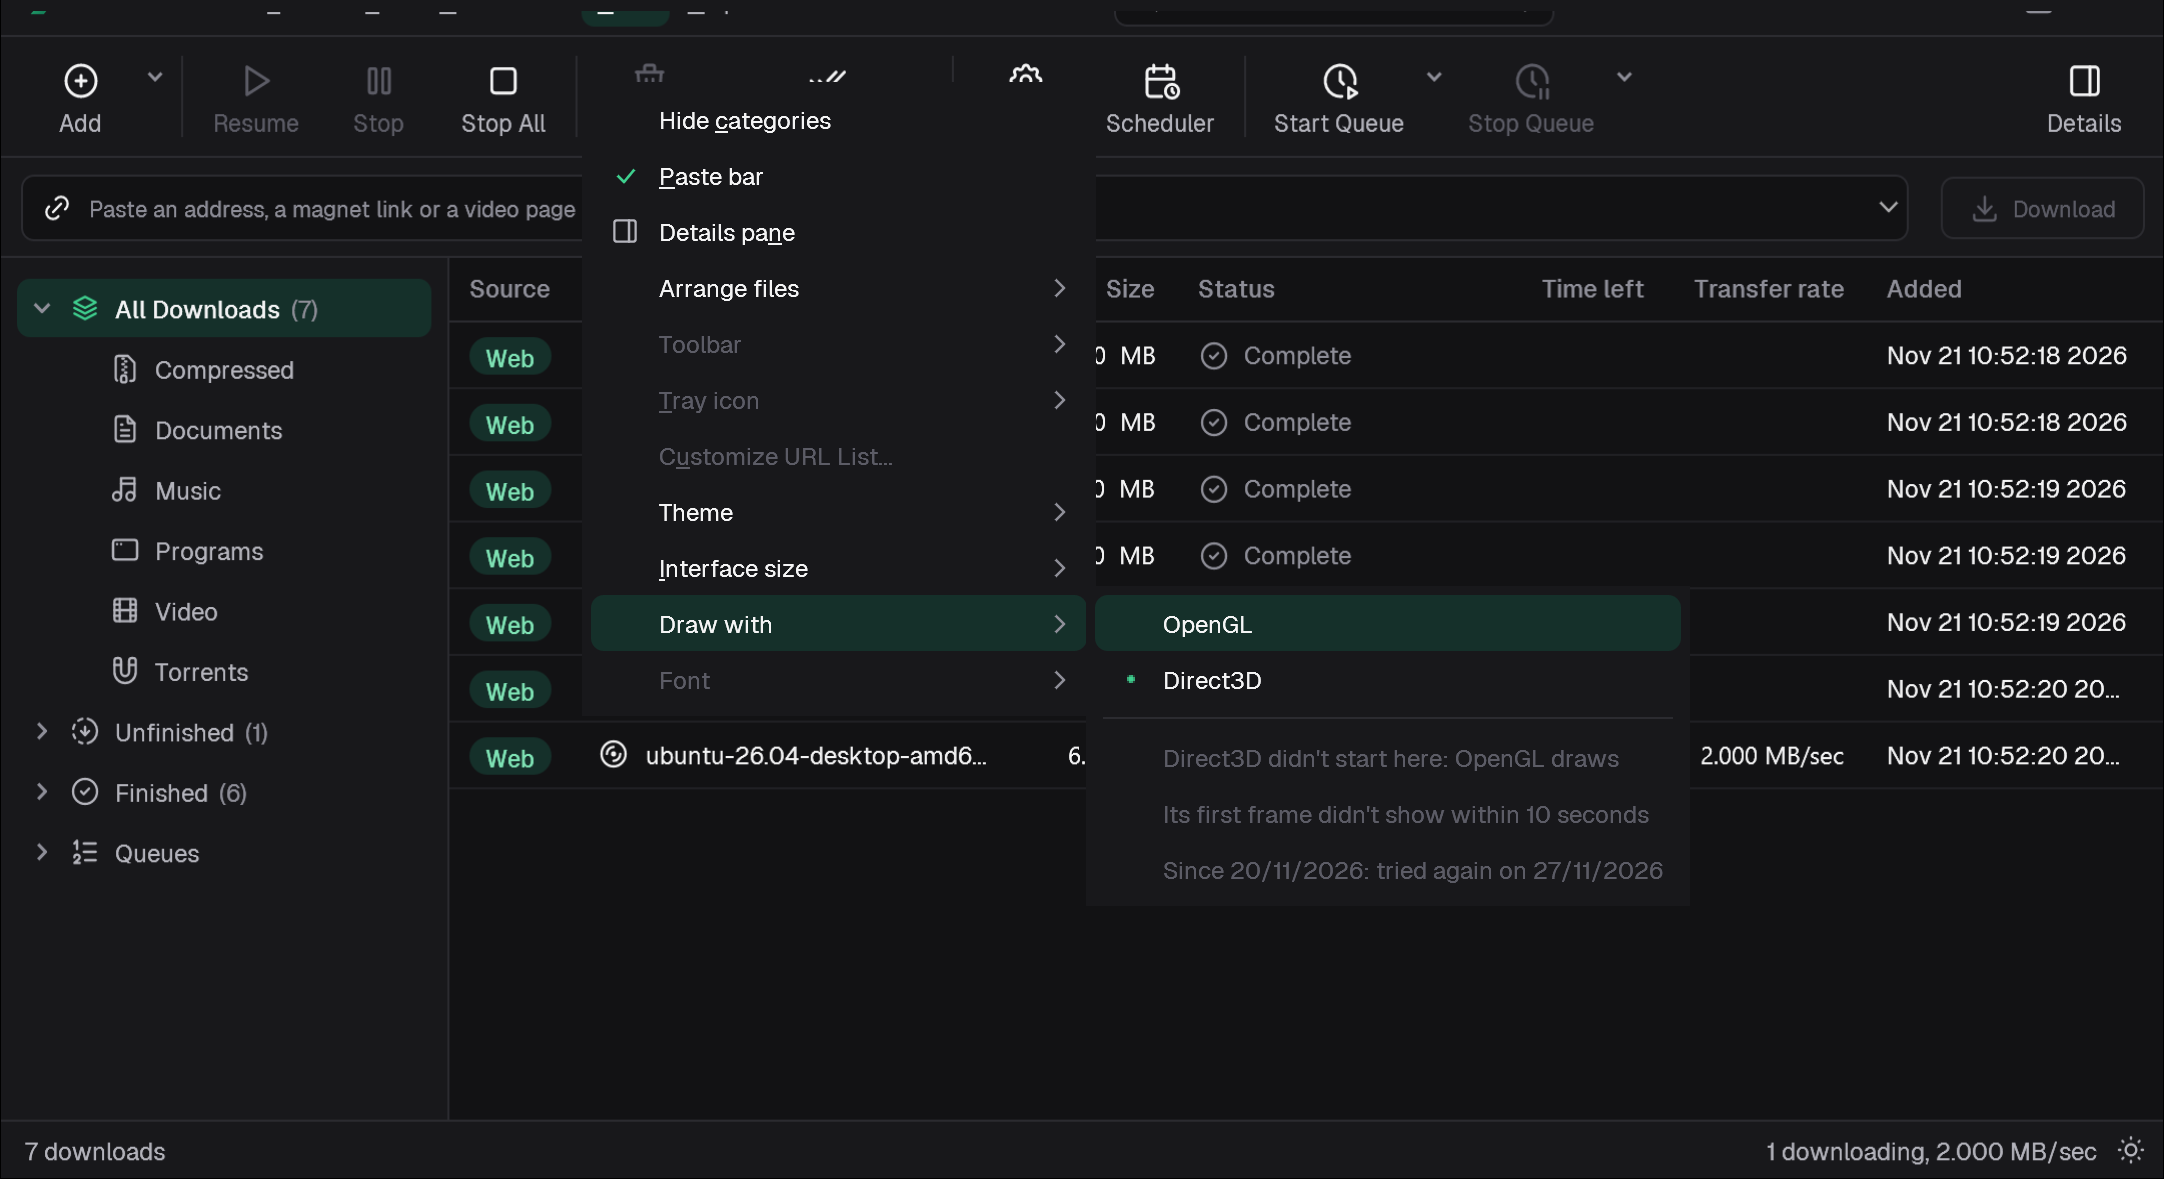 Add
Resume
Stop
Stop All
Scheduler
Start Queue
Stop Queue
Details
Hide categories
Paste bar
Details pane
Arrange files
Toolbar
Tray icon
Customize URL List...
Theme
Interface size
Draw with
Font
OpenGL
Direct3D
Direct3D didn't start here: OpenGL draws
Its first frame didn't show within 10 seconds
Since 20/11/2026: tried again on 27/11/2026
Paste an address, a magnet link or a video page
Download
All Downloads (7)
Compressed
Documents
Music
Programs
Video
Torrents
Unfinished (1)
Finished (6)
Queues
Source Size Status Time left Transfer rate Added
Web 0 MB Complete Nov 21 10:52:18 2026
Web 0 MB Complete Nov 21 10:52:18 2026
Web 0 MB Complete Nov 21 10:52:19 2026
Web 0 MB Complete Nov 21 10:52:19 2026
Web Nov 21 10:52:19 2026
Web Nov 21 10:52:20 20...
Web ubuntu-26.04-desktop-amd6... 6. 2.000 MB/sec Nov 21 10:52:20 20...
7 downloads
1 downloading, 2.000 MB/sec